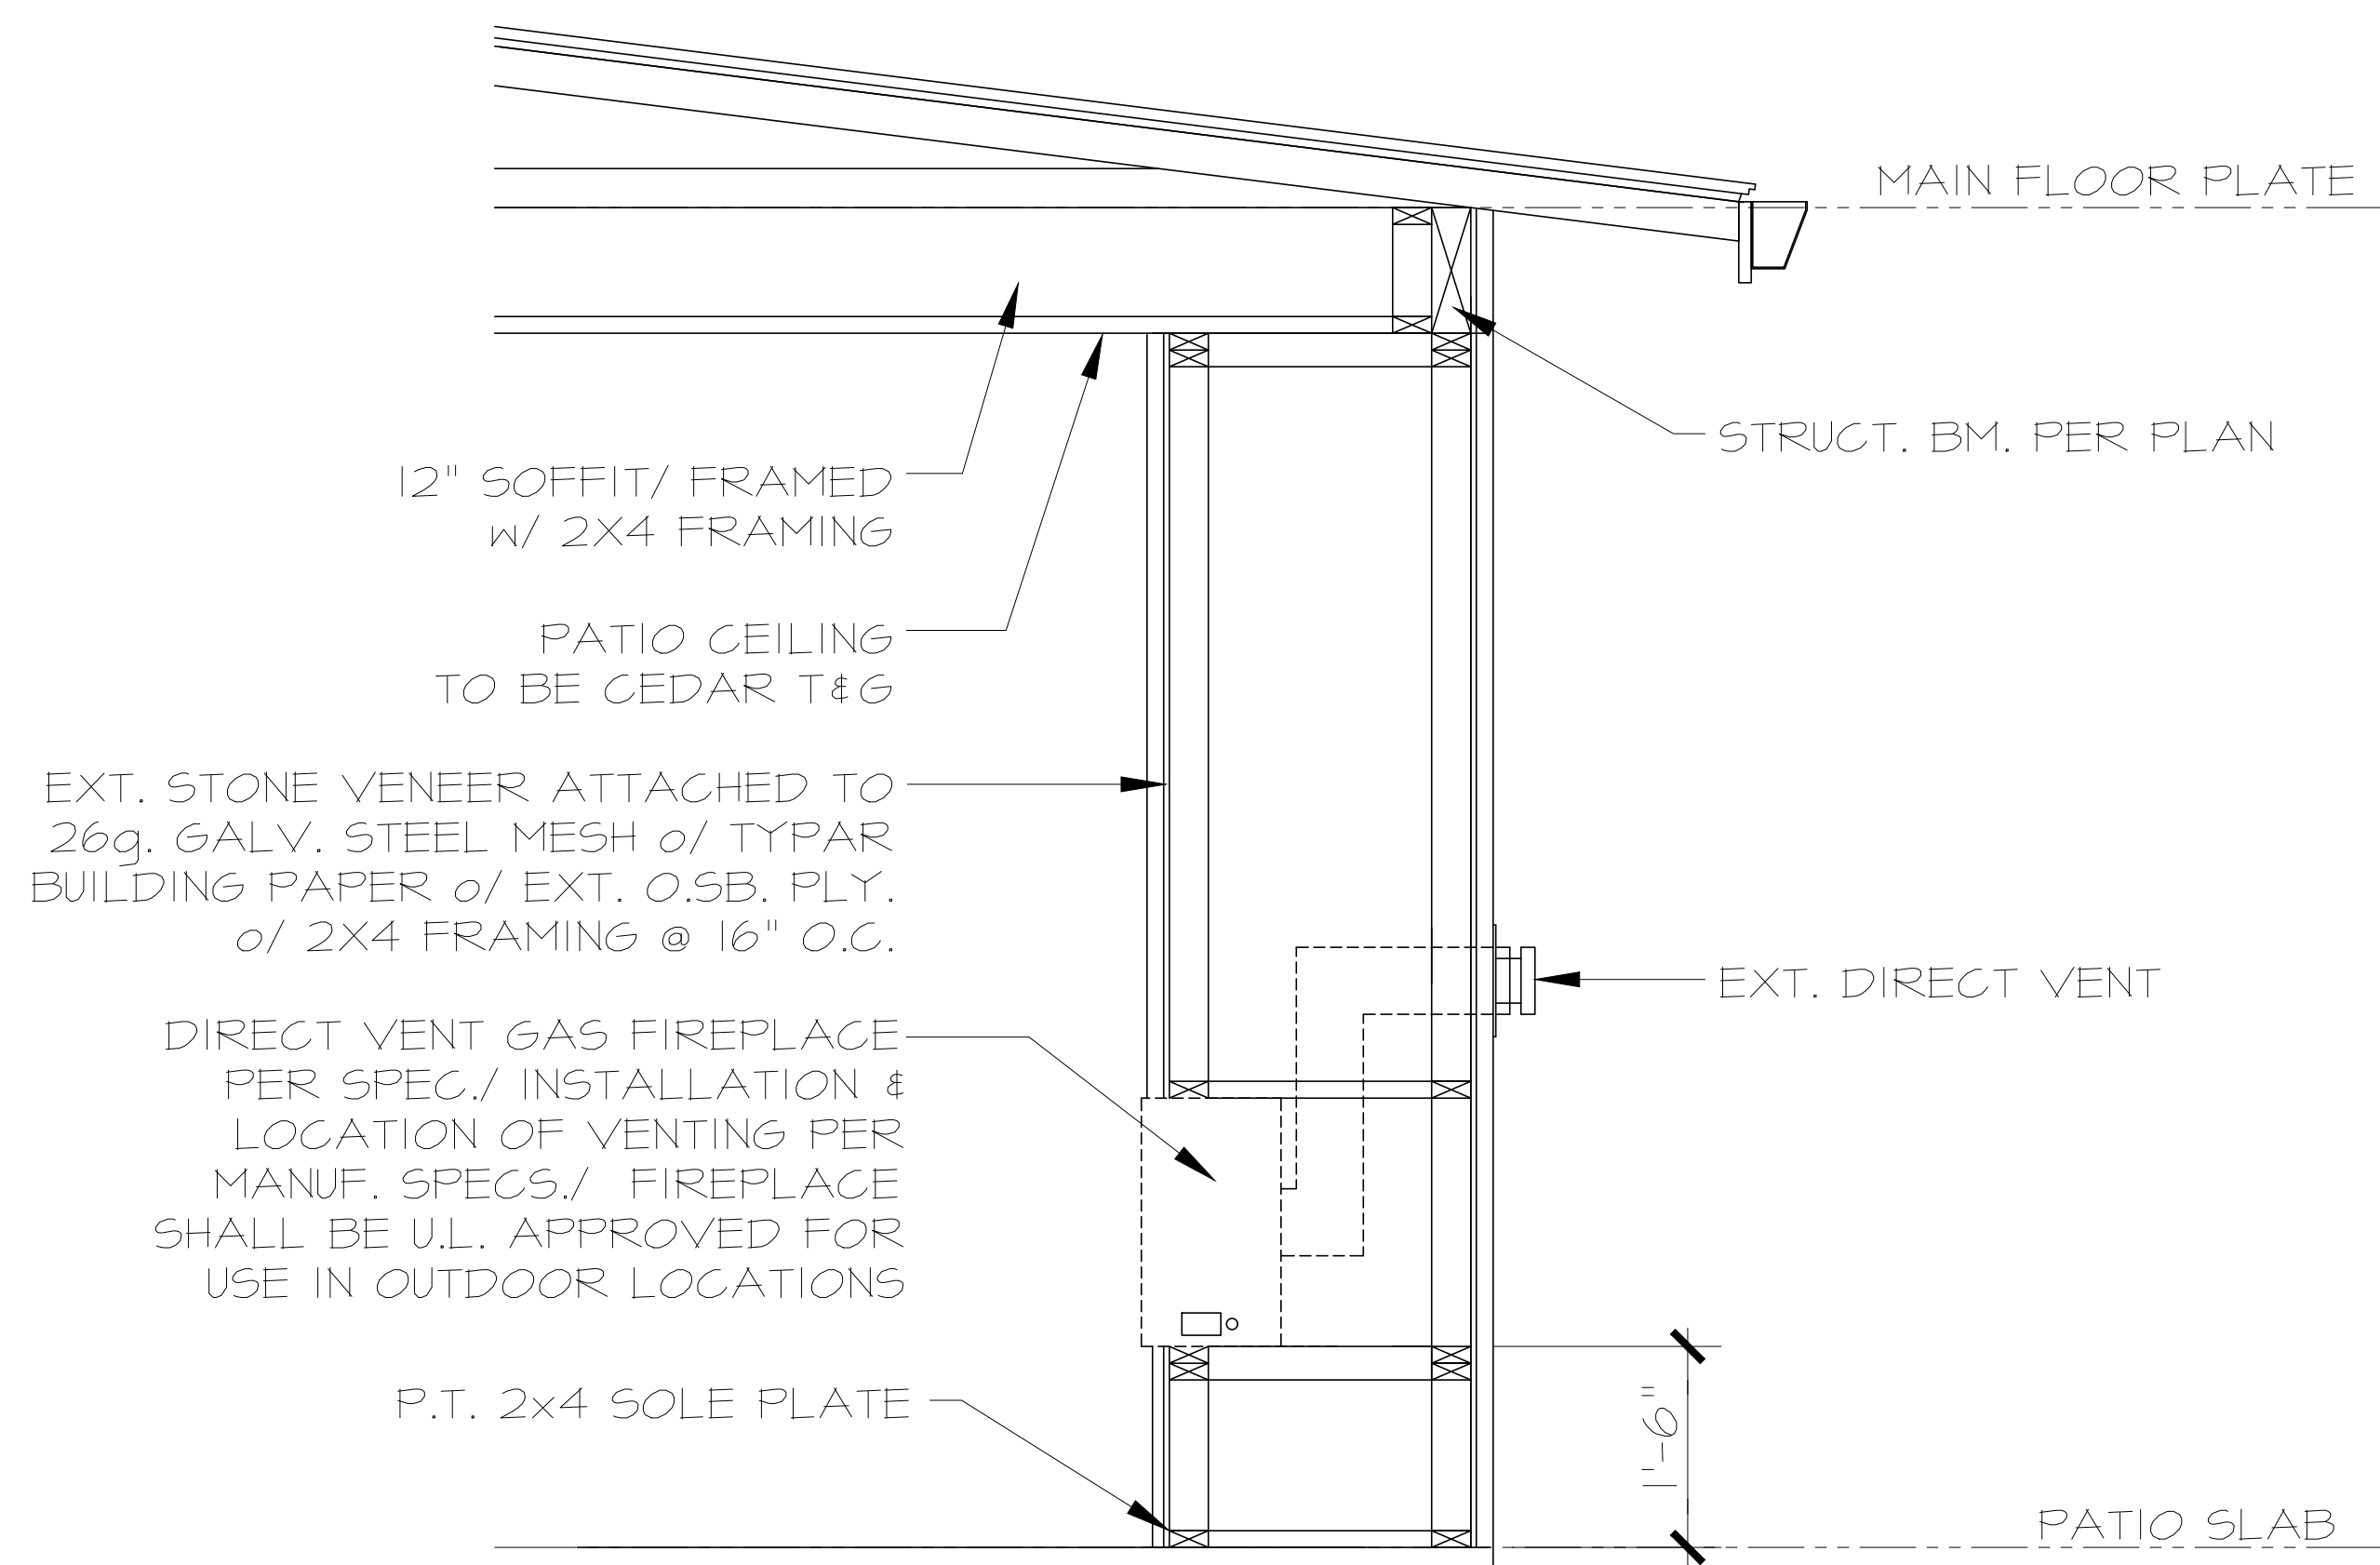 MAIN FLOOR PLATE
STRUCT. BM. PER PLAN
12" SOFFIT/ FRAMED
w/ 2X4 FRAMING
PATIO CEILING
TO BE CEDAR T&G
EXT. STONE VENEER ATTACHED TO
26g. GALV. STEEL MESH o/ TYPAR
BUILDING PAPER o/ EXT. O.SB. PLY.
o/ 2X4 FRAMING @ 16" O.C.
EXT. DIRECT VENT
DIRECT VENT GAS FIREPLACE
PER SPEC./ INSTALLATION &
LOCATION OF VENTING PER
MANUF. SPECS./ FIREPLACE
SHALL BE U.L. APPROVED FOR
USE IN OUTDOOR LOCATIONS
P.T. 2x4 SOLE PLATE
1'-6"
PATIO SLAB